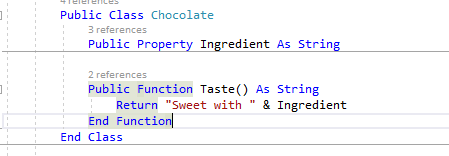 4 references
Public Class Chocolate
3 references
Public Property Ingredient As String
2 references
Public Function Taste() As String
Return "Sweet with " & Ingredient
End Function
End Class